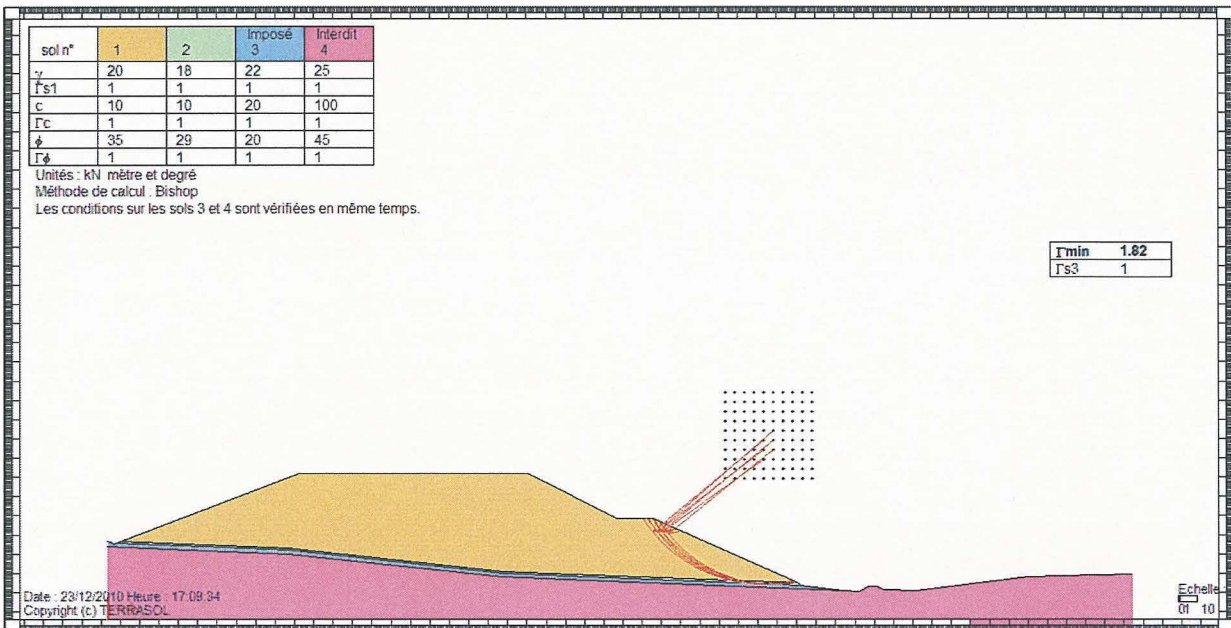 Imposé Interdit
sol n° 1 2 3 4
γ 20 18 22 25
Γs1 1 1 1 1
c 10 10 20 100
Γc 1 1 1 1
ϕ 35 29 20 45
Γϕ 1 1 1 1
Unités : kN mètre et degré
Méthode de calcul : Bishop
Les conditions sur les sols 3 et 4 sont vérifiées en même temps.
Γmin 1.82
Γs3 1
Date : 23/12/2010 Heure : 17:09:34
Copyright (c) TERRASOL
Echelle
01 10